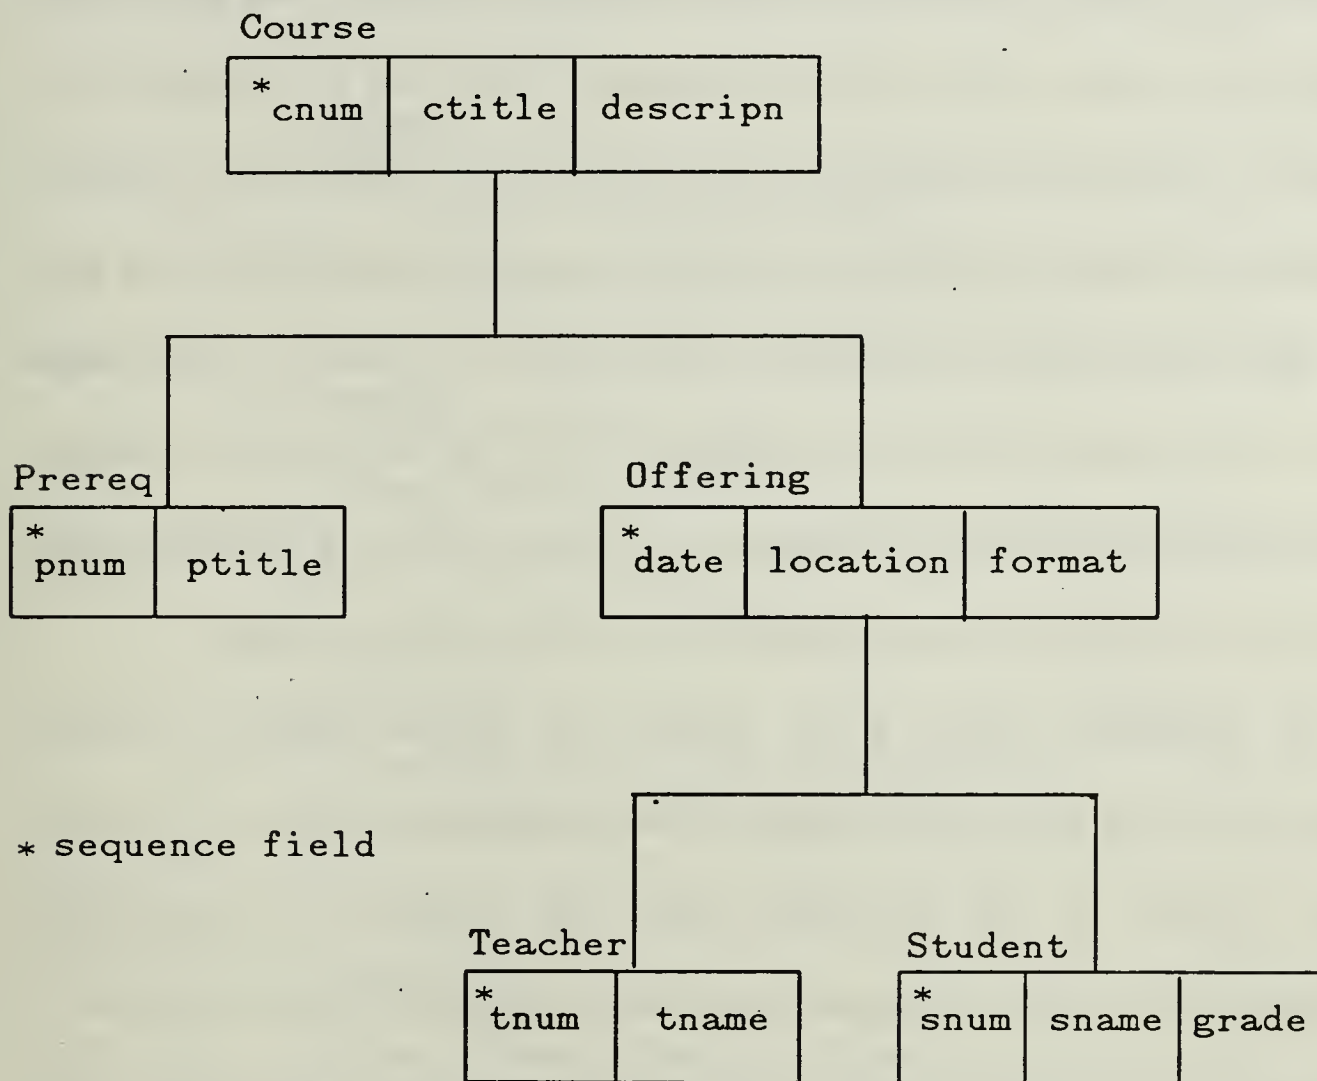 Course
*cnum ctitle descripn
Prereq
*pnum ptitle
Offering
*date location format
* sequence field
Teacher
*tnum tname
Student
*snum sname grade